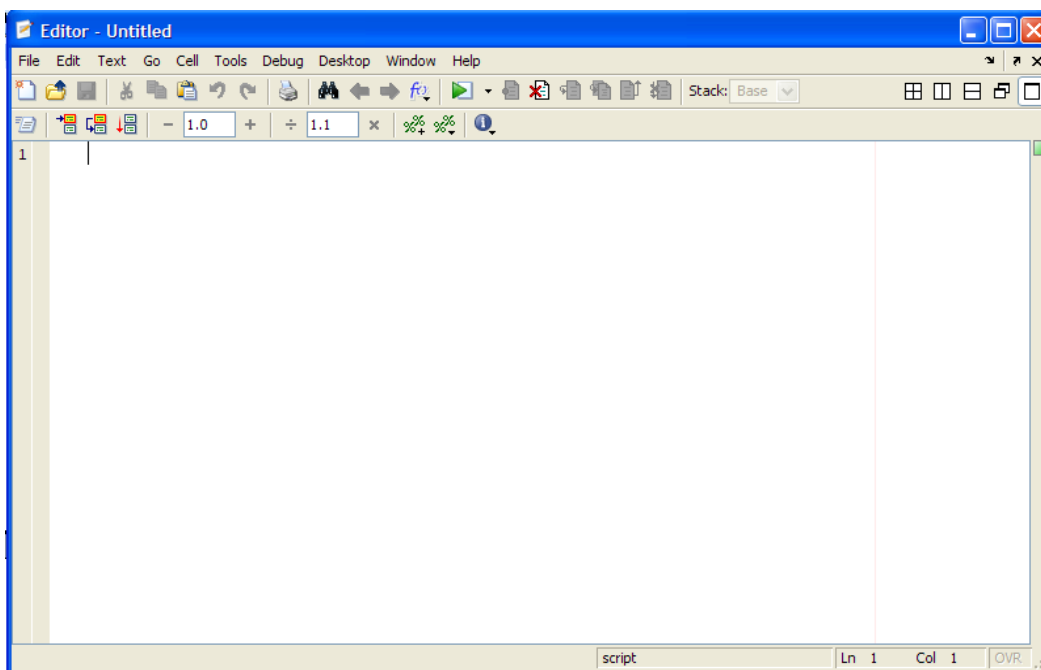 Editor - Untitled
File Edit Text Go Cell Tools Debug Desktop Window Help
Stack: Base
1.0 1.1
1
script Ln 1 Col 1 OVR